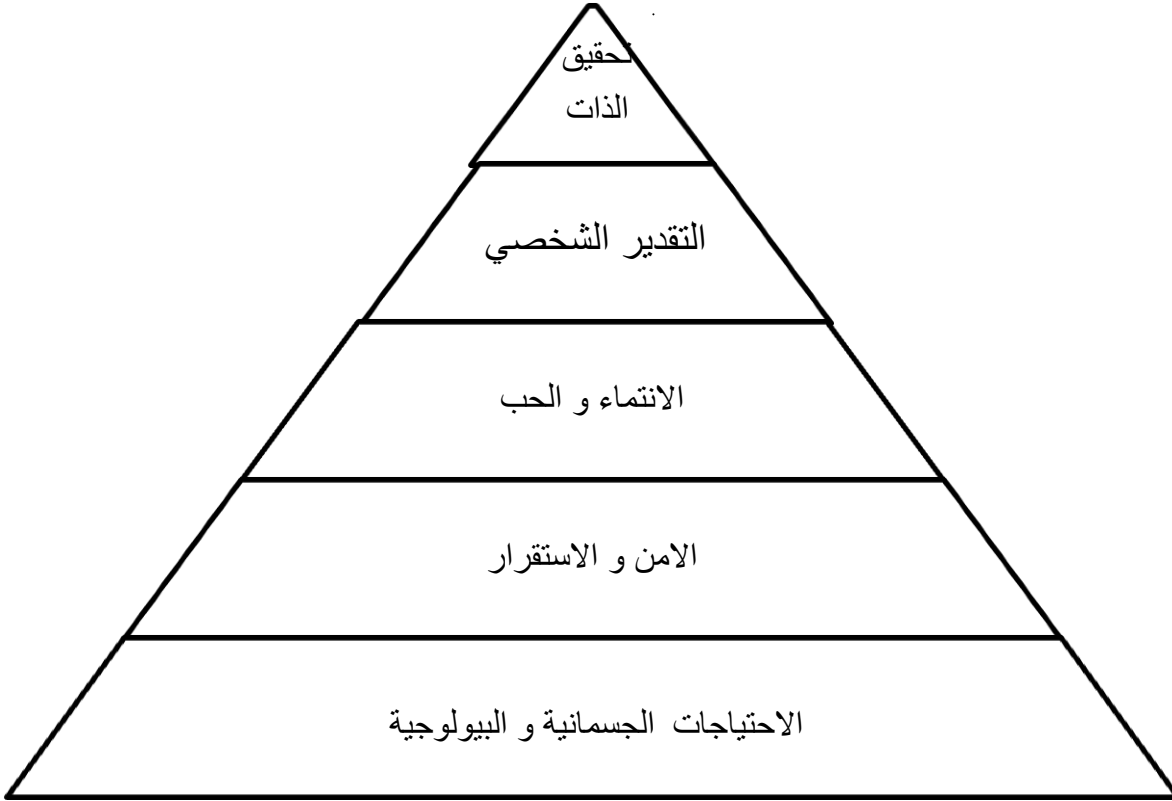 تحقيق
الذات
التقدير الشخصي
الانتماء و الحب
الامن و الاستقرار
الاحتياجات الجسمانية و البيولوجية